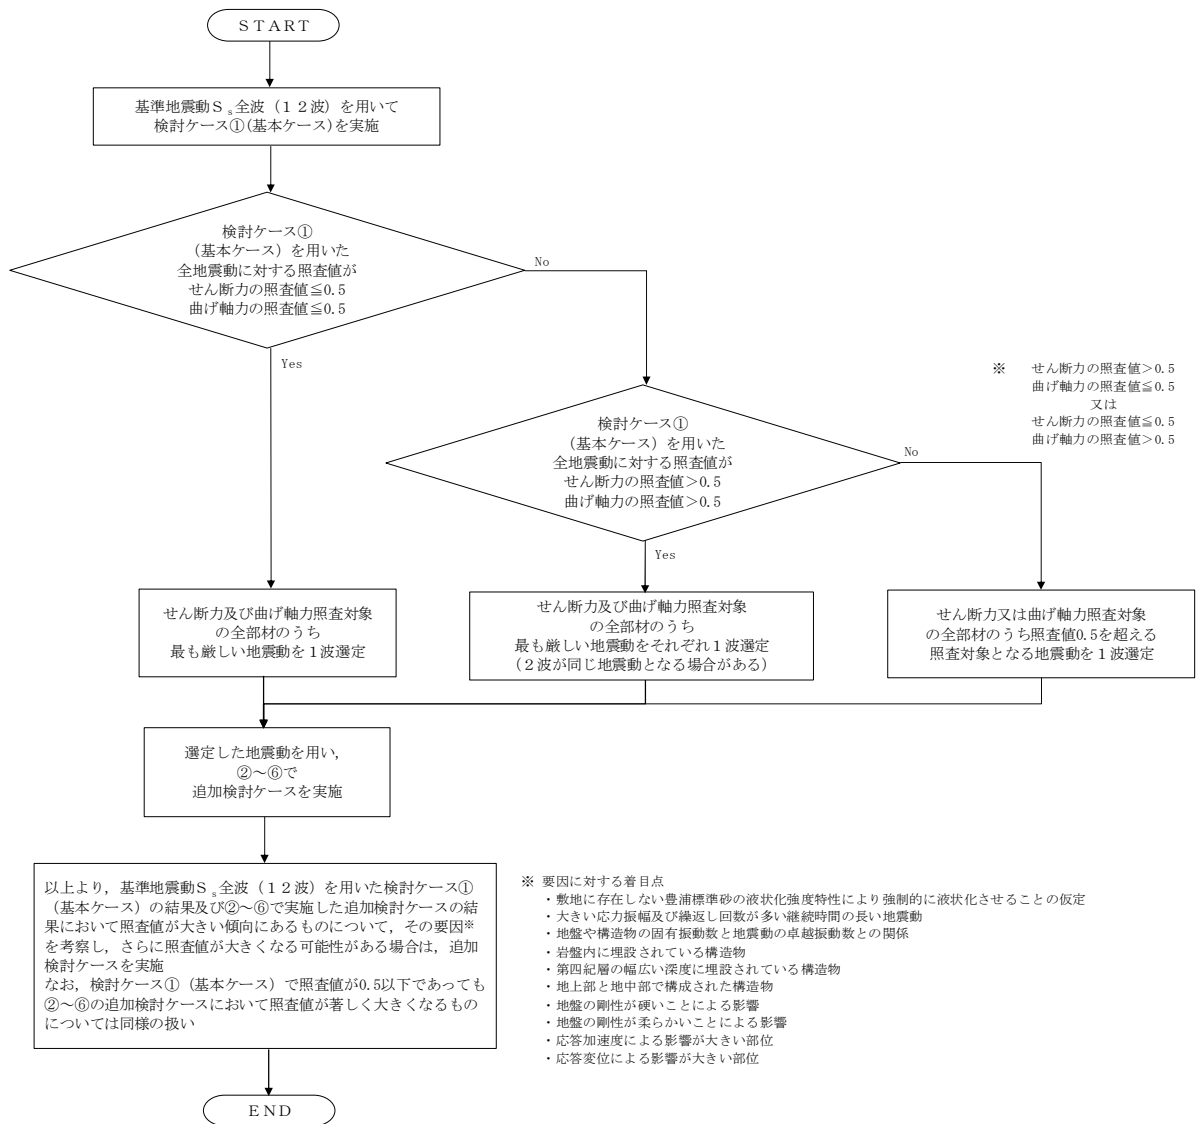 ＳＴＡＲＴ
基準地震動Ｓｓ全波（１２波）を用いて
検討ケース①(基本ケース)を実施
検討ケース①
（基本ケース）を用いた
全地震動に対する照査値が
せん断力の照査値≦0.5
曲げ軸力の照査値≦0.5
No
Yes
※　せん断力の照査値＞0.5
曲げ軸力の照査値≦0.5
又は
せん断力の照査値≦0.5
曲げ軸力の照査値＞0.5
検討ケース①
（基本ケース）を用いた
全地震動に対する照査値が
せん断力の照査値＞0.5
曲げ軸力の照査値＞0.5
No
Yes
せん断力及び曲げ軸力照査対象
の全部材のうち
最も厳しい地震動を１波選定
せん断力及び曲げ軸力照査対象
の全部材のうち
最も厳しい地震動をそれぞれ１波選定
（２波が同じ地震動となる場合がある）
せん断力又は曲げ軸力照査対象
の全部材のうち照査値0.5を超える
照査対象となる地震動を１波選定
選定した地震動を用い，
②～⑥で
追加検討ケースを実施
以上より，基準地震動Ｓｓ全波（１２波）を用いた検討ケース①
（基本ケース）の結果及び②～⑥で実施した追加検討ケースの結
果において照査値が大きい傾向にあるものについて，その要因※
を考察し，さらに照査値が大きくなる可能性がある場合は，追加
検討ケースを実施
なお，検討ケース①（基本ケース）で照査値が0.5以下であっても
②～⑥の追加検討ケースにおいて照査値が著しく大きくなるもの
については同様の扱い
※ 要因に対する着目点
・敷地に存在しない豊浦標準砂の液状化強度特性により強制的に液状化させることの仮定
・大きい応力振幅及び繰返し回数が多い継続時間の長い地震動
・地盤や構造物の固有振動数と地震動の卓越振動数との関係
・岩盤内に埋設されている構造物
・第四紀層の幅広い深度に埋設されている構造物
・地上部と地中部で構成された構造物
・地盤の剛性が硬いことによる影響
・地盤の剛性が柔らかいことによる影響
・応答加速度による影響が大きい部位
・応答変位による影響が大きい部位
ＥＮＤ